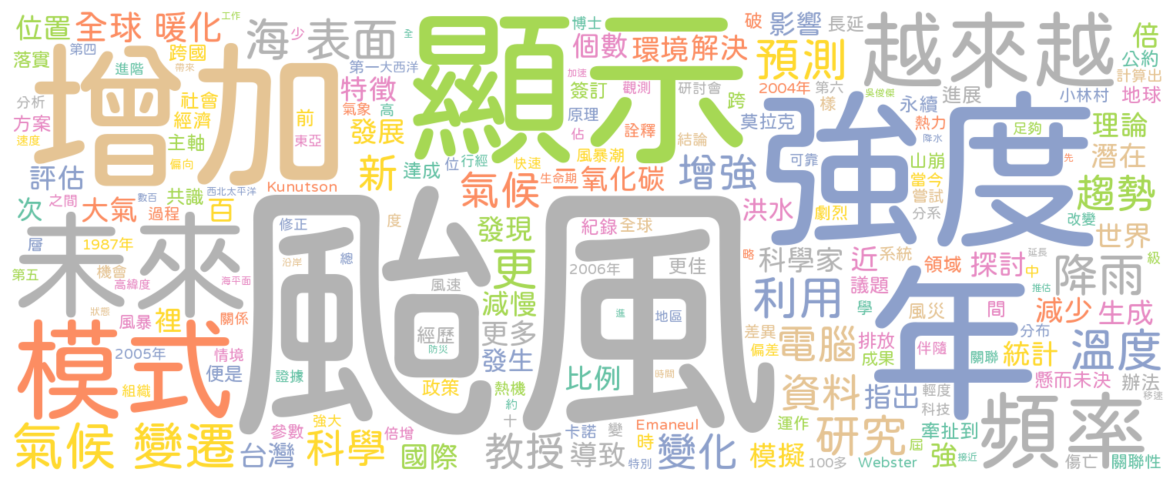 位置
全球 暖化
工作
少
海
表面
顯示
博士
全
個數
環境
解決
破
影響
長延
越來越
倍
落實
第四
跨國
帶來
進階
第一大西洋
特徵
加速
簽訂
觀測
研討會
跨
預測
2004年
第六
樣
吳俊傑
公約
計算出
增加
分析
社會
氣象
高
原理
永續
進展
小林村
地球
方案
經濟
前
東亞
發展
佔
詮釋
結論
莫拉克
熱力
降水
足夠
先
理論
強度
速度
主軸
新
達成
位
行經
快速
風暴潮
增強
可靠
山崩
當今
潛在
評估
偏向
西北太平洋
Kunutson
氣候
生命期
二氧化碳
嘗試
趨勢
次
之間
數百
共識
百
洪水
劇烈
分系
大氣
過程
度
發現
紀錄
全球
改變
世界
層
1987年
修正
颱風
略
科學家
系統
近
領域
探討
延長
級
未來
機會
沿岸
總
更
2006年
更佳
議題
中
降雨
第五
高緯度
海平面
風速
減慢
利用
學
風災
間
推估
減少
生成
狀態
風暴
裡
關係
經歷
更多
進
地區
年
模式
防災
差異
排放
分布
2005年
情境
發生
電腦
偏差
成果
伴隨
關聯
統計
溫度
便是
證據
熱機
比例
時間
懸而未決
辦法
組織
政策
約
資料
指出
輕度
移速
參數
強大
十
Emaneul
科技
頻率
氣候 變遷
台灣
科學
倍增
國際
教授
卡諾
變
導致
特別
時
變化
模擬
運作
100多
研究
Webster
屆
強
牽扯到
接近
傷亡
關聯性